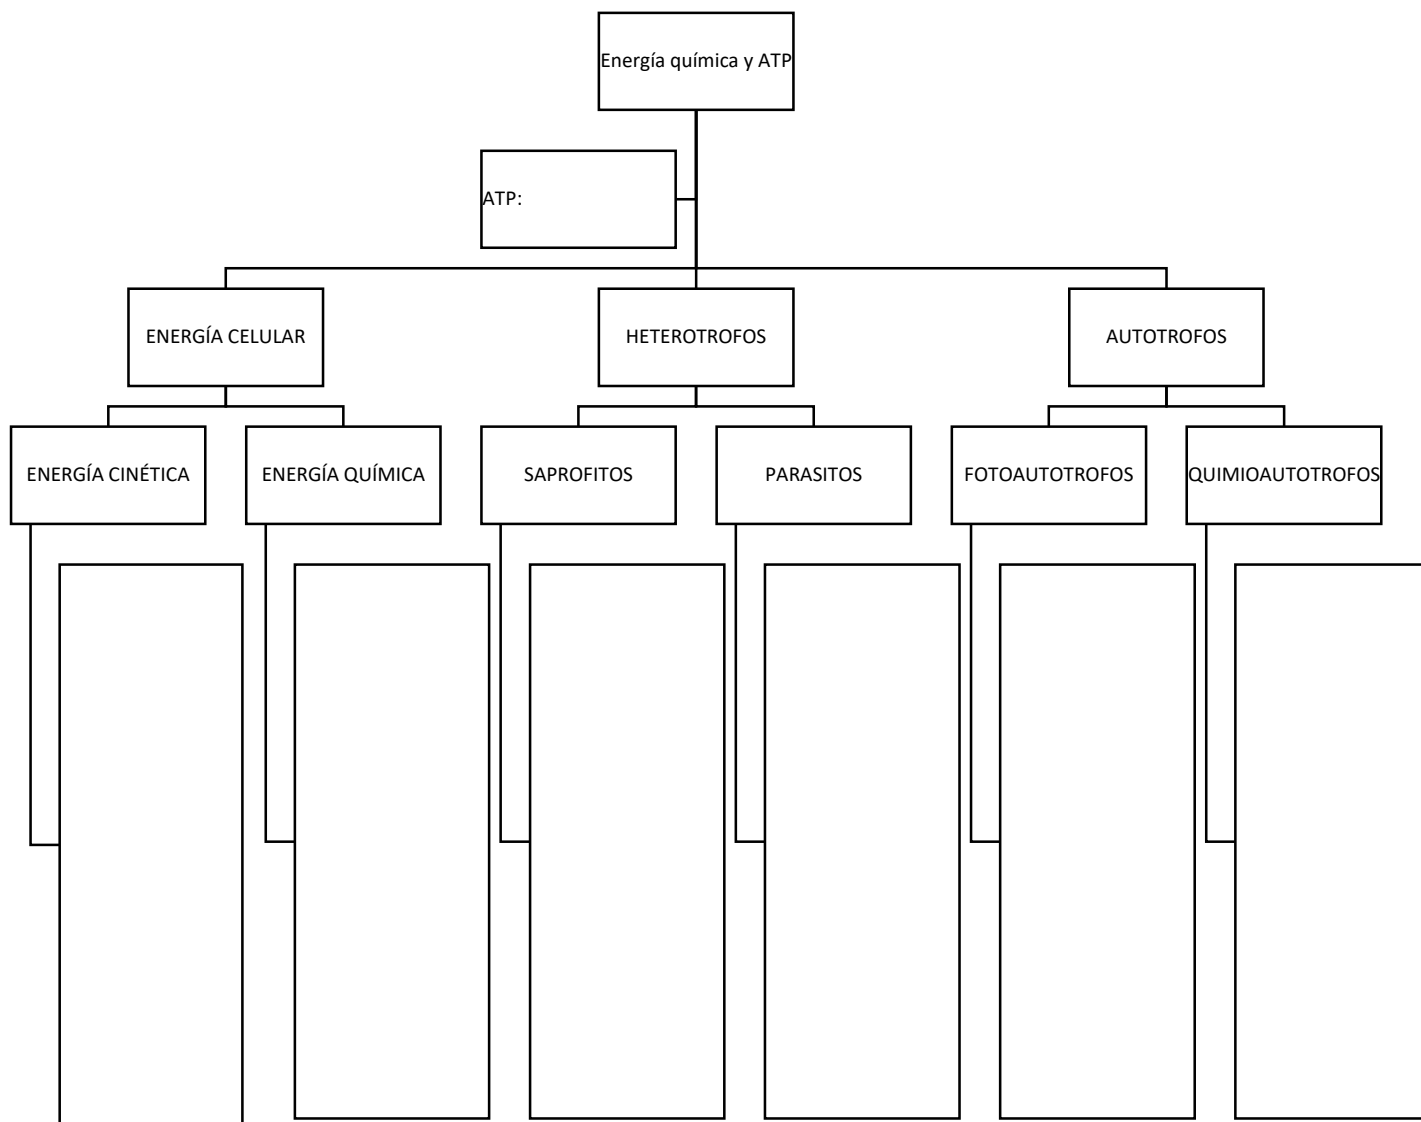 Energía química y ATP
ATP:
ENERGÍA CELULAR
HETEROTROFOS
AUTOTROFOS
ENERGÍA CINÉTICA
ENERGÍA QUÍMICA
SAPROFITOS
PARASITOS
FOTOAUTOTROFOS
QUIMIOAUTOTROFOS